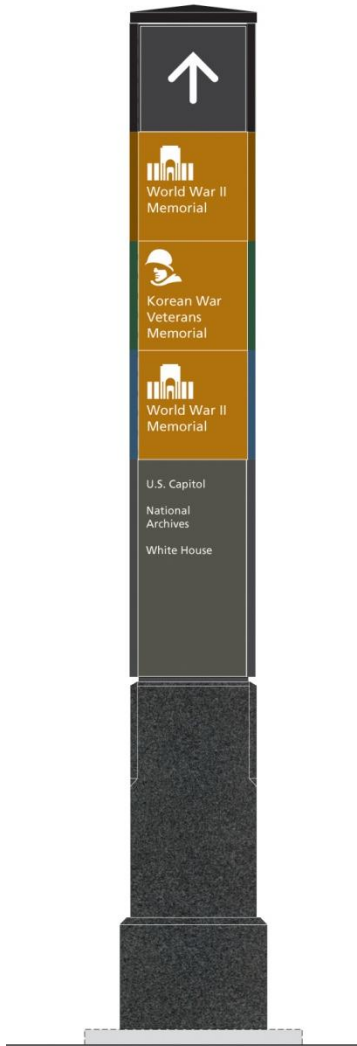 World War II
Memorial
Korean War
Veterans
Memorial
World War II
Memorial
U.S. Capitol
National
Archives
White House